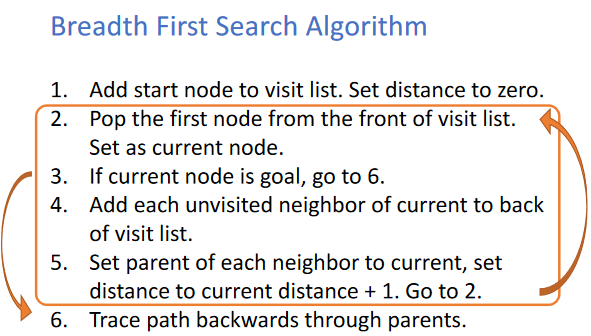 Breadth First Search Algorithm
1. Add start node to visit list. Set distance to zero.
2. Pop the first node from the front of visit list.
Set as current node.
3. If current node is goal, go to 6.
4. Add each unvisited neighbor of current to back
of visit list.
5. Set parent of each neighbor to current, set
distance to current distance + 1. Go to 2.
6. Trace path backwards through parents.